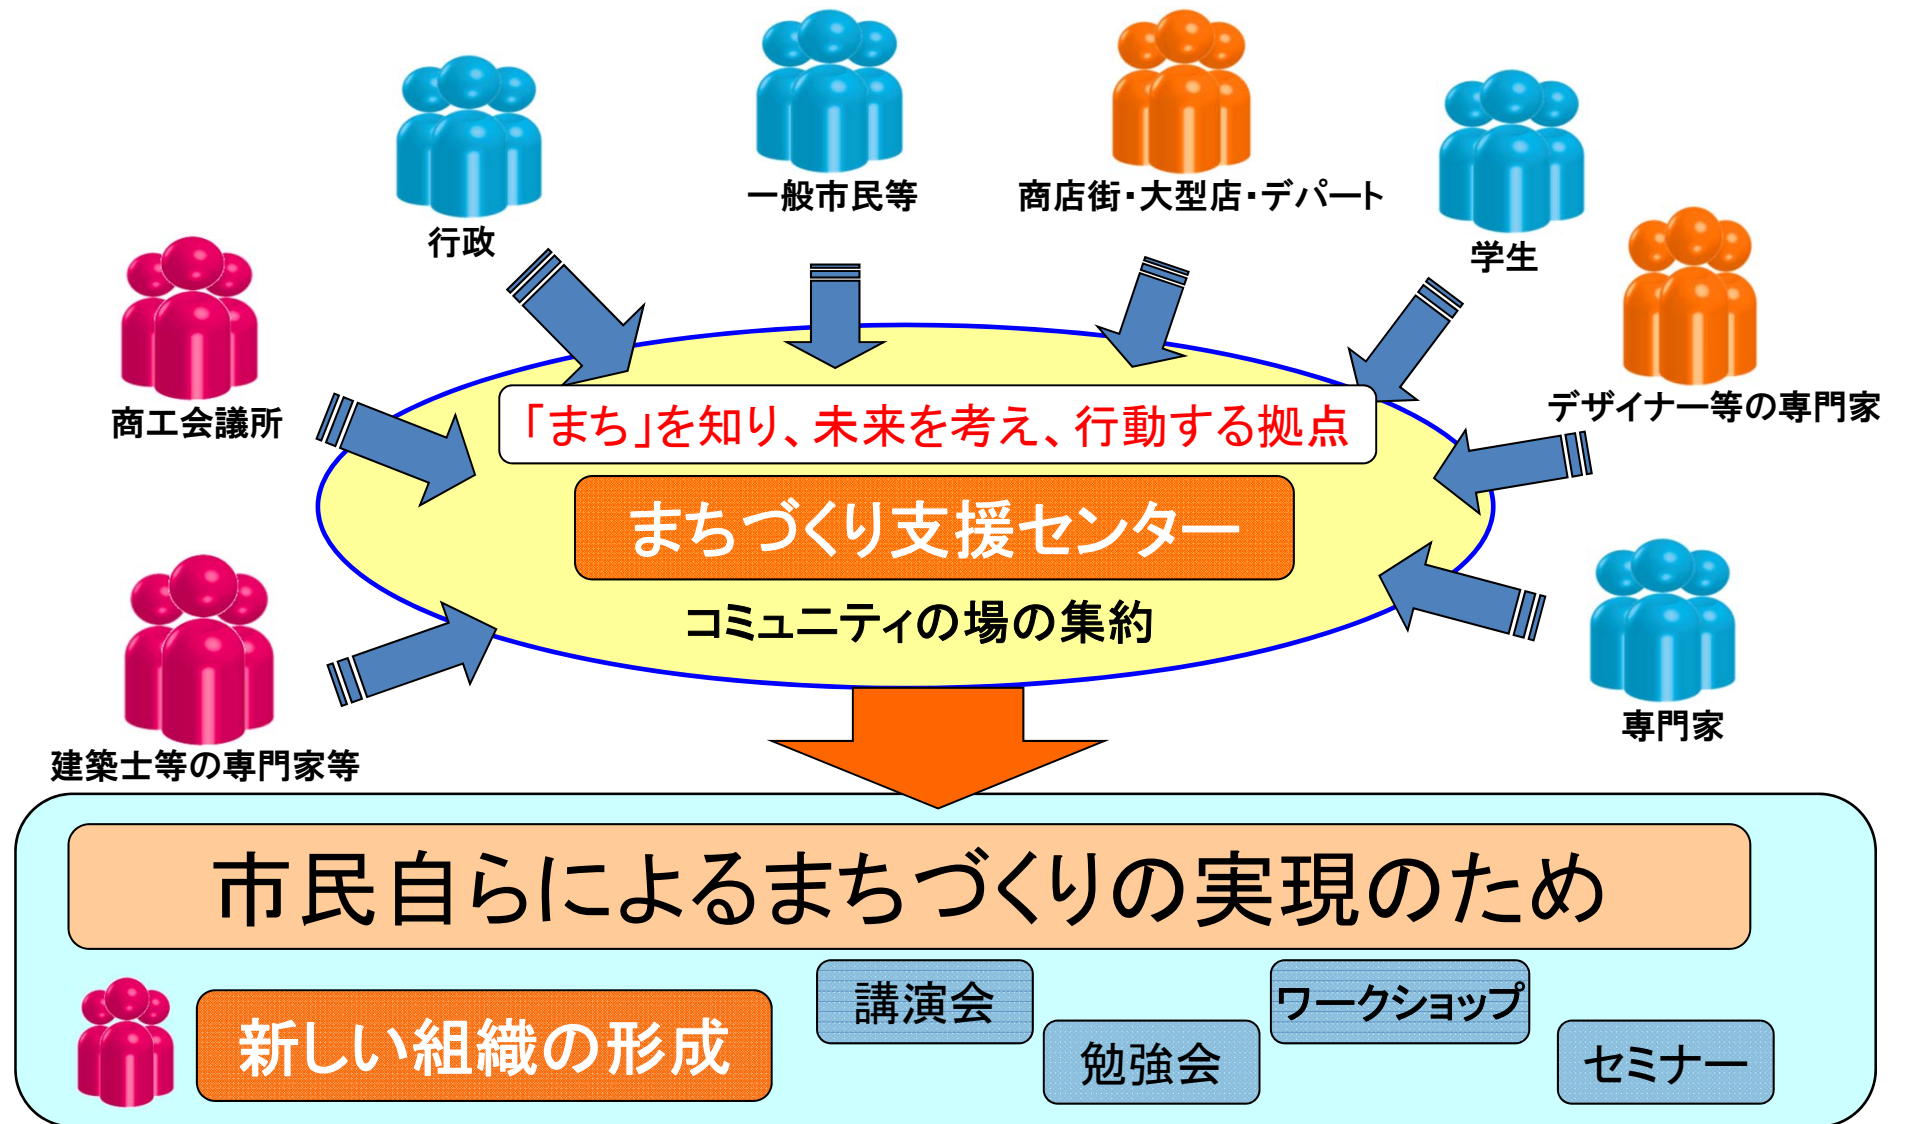 一般市民等
商店街・大型店・デパート
行政
学生
商工会議所
デザイナー等の専門家
「まち」を知り、未来を考え、行動する拠点
まちづくり支援センター
コミュニティの場の集約
専門家
建築士等の専門家等
市民自らによるまちづくりの実現のため
新しい組織の形成
講演会
勉強会
ワークショップ
セミナー